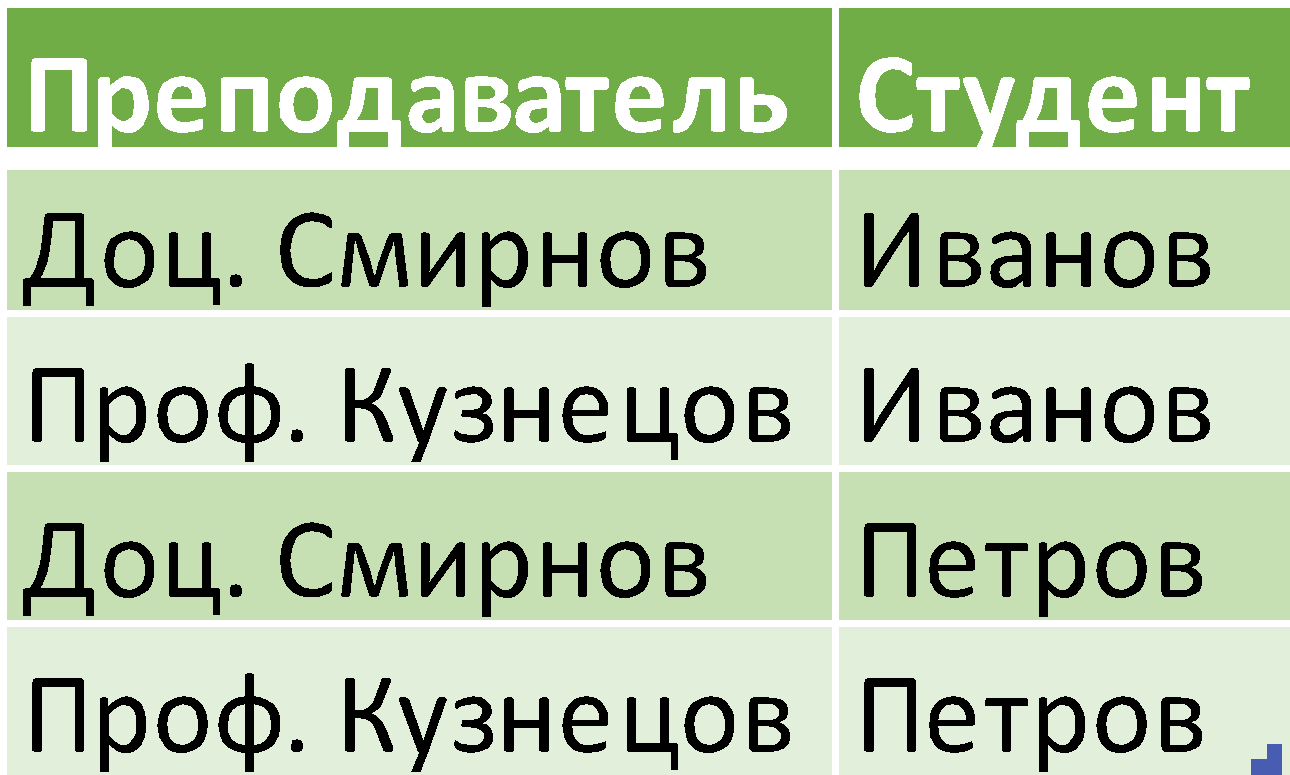 Преподаватель Студент
Доц. Смирнов Иванов
Проф. Кузнецов Иванов
Доц. Смирнов Петров
Проф. Кузнецов Петров